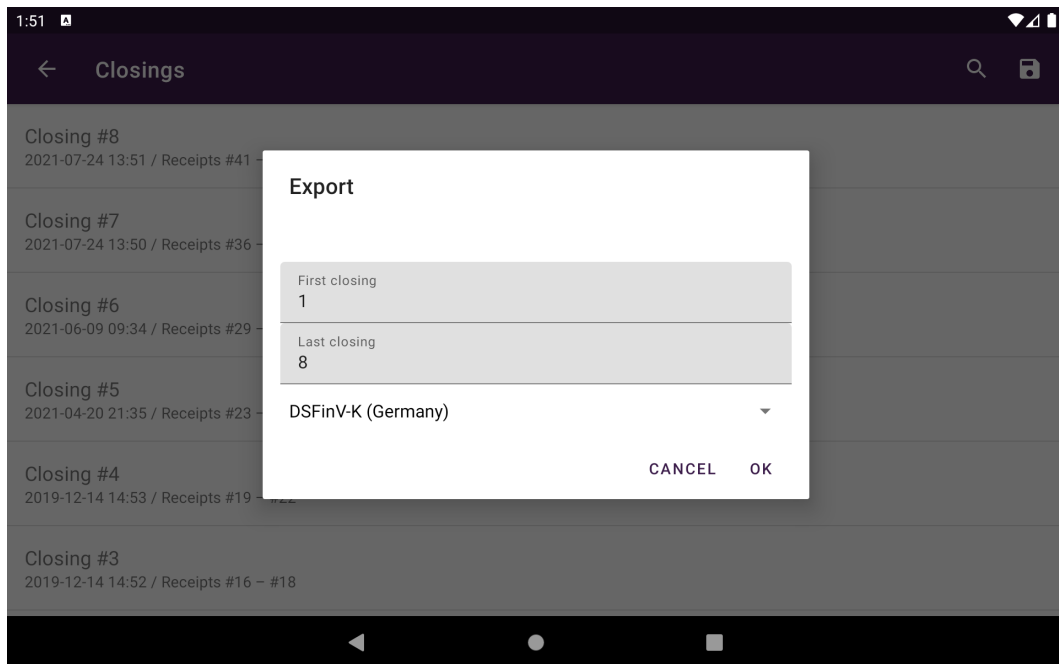 1:51
Closings
Closing #8
2021-07-24 13:51 / Receipts #41 –
Export
Closing #7
2021-07-24 13:50 / Receipts #36 –
First closing
1
Closing #6
2021-06-09 09:34 / Receipts #29 –
Last closing
8
Closing #5
2021-04-20 21:35 / Receipts #23 –
DSFinV-K (Germany)
CANCEL OK
Closing #4
2019-12-14 14:53 / Receipts #19 – #22
Closing #3
2019-12-14 14:52 / Receipts #16 – #18